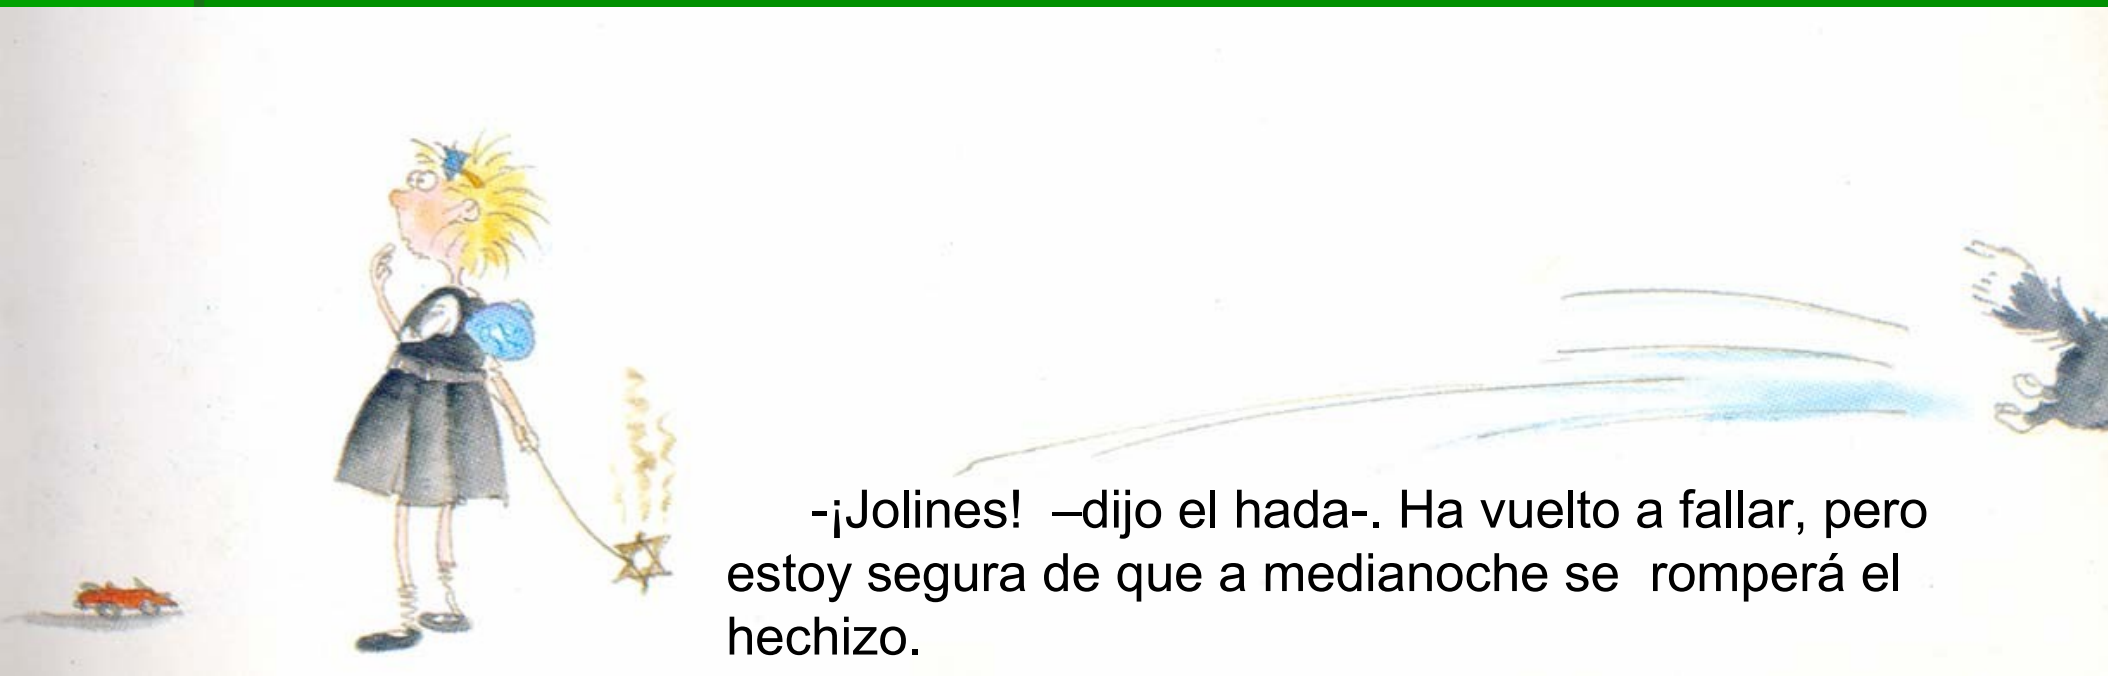 -¡Jolines!  –dijo el hada-. Ha vuelto a fallar, pero
estoy segura de que a medianoche se  romperá el
hechizo.